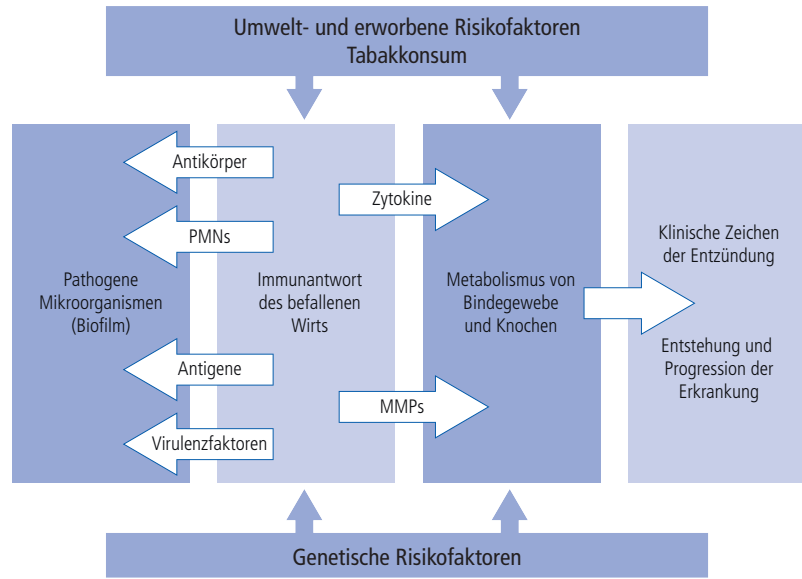 Umwelt- und erworbene Risikofaktoren
Tabakkonsum
Antikörper
PMNs
Pathogene
Mikroorganismen
(Biofilm)
Antigene
Virulenzfaktoren
Immunantwort
des befallenen
Wirts
Zytokine
MMPs
Metabolismus von
Bindegewebe
und Knochen
Klinische Zeichen
der Entzündung
Entstehung und
Progression der
Erkrankung
Genetische Risikofaktoren